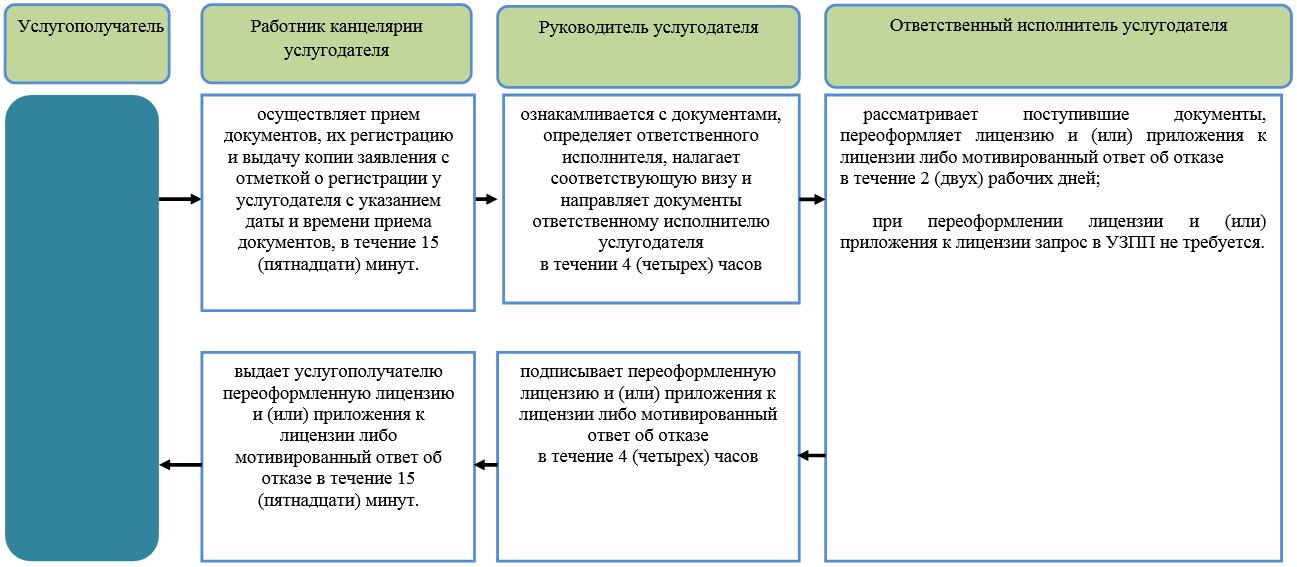 Услугополучатель
Работник канцелярии
услугодателя
Руководитель услугодателя
Ответственный исполнитель услугодателя
осуществляет прием
документов, их регистрацию
и выдачу копии заявления с
отметкой о регистрации у
услугодателя с указанием
даты и времени приема
документов, в течение 15
(пятнадцати) минут.
ознакамливается с документами,
определяет ответственного
исполнителя, налагает
соответствующую визу и
направляет документы
ответственному исполнителю
услугодателя
в течении 4 (четырех) часов
рассматривает поступившие документы,
переоформляет лицензию и (или) приложения к
лицензии либо мотивированный ответ об отказе
в течение 2 (двух) рабочих дней;
при переоформлении лицензии и (или)
приложения к лицензии запрос в УЗПП не требуется.
выдает услугополучателю
переоформленную лицензию
и (или) приложения к
лицензии либо
мотивированный ответ об
отказе в течение 15
(пятнадцати) минут.
подписывает переоформленную
лицензию и (или) приложения к
лицензии либо мотивированный
ответ об отказе
в течение 4 (четырех) часов